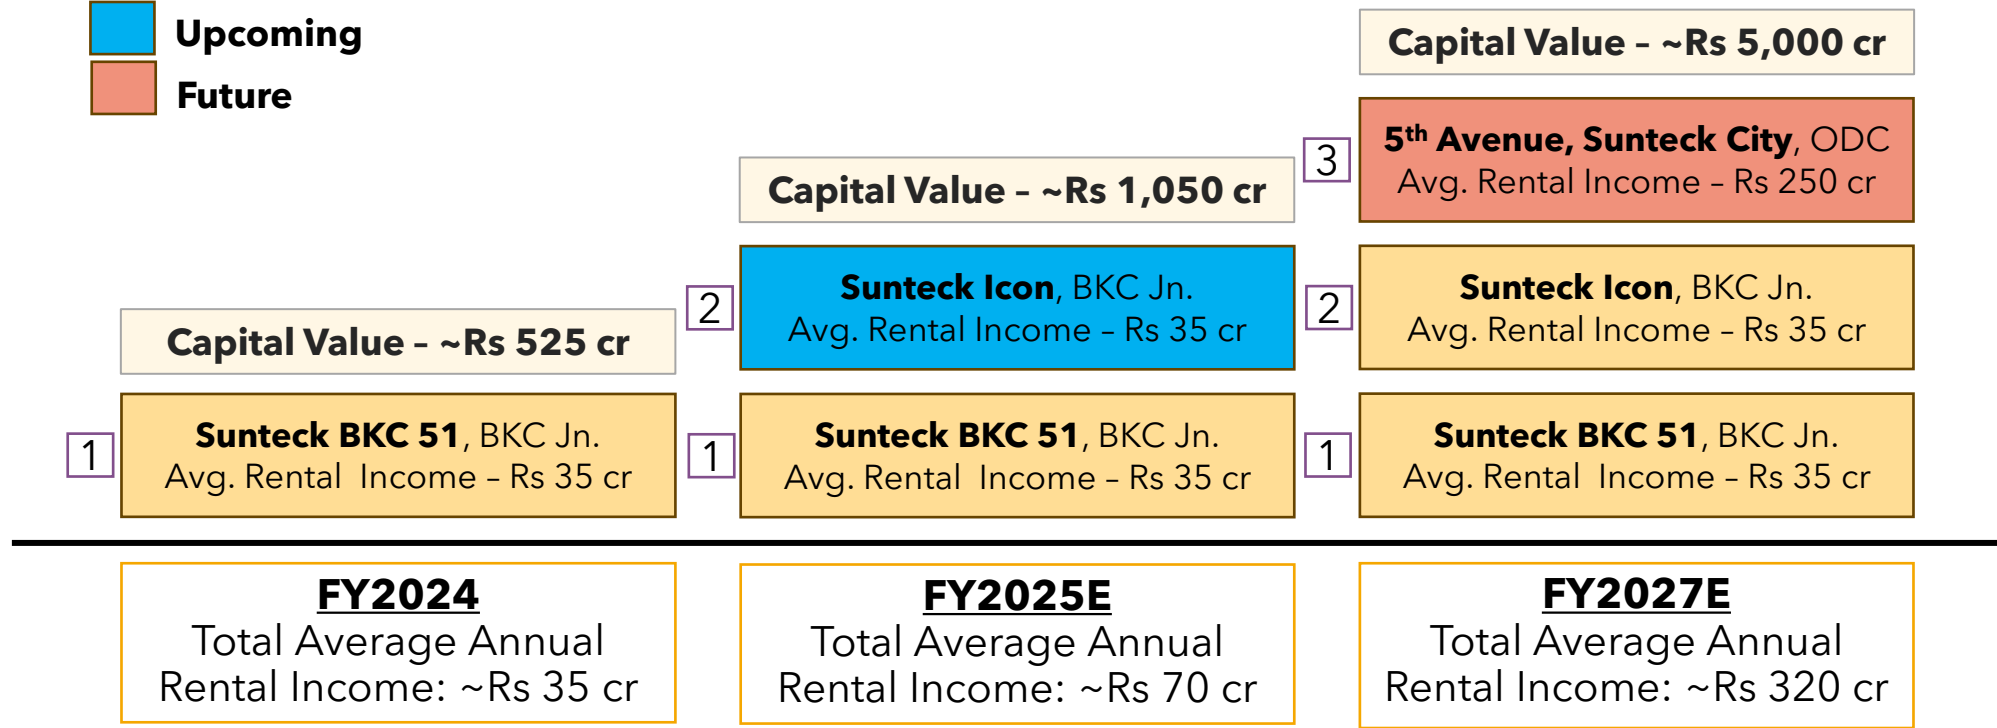 Upcoming
Future
Capital Value – ~Rs 525 cr
1
Sunteck BKC 51, BKC Jn.
Avg. Rental  Income – Rs 35 cr
FY2024
Total Average Annual
Rental Income: ~Rs 35 cr
Capital Value – ~Rs 1,050 cr
2
Sunteck Icon, BKC Jn.
Avg. Rental Income – Rs 35 cr
1
Sunteck BKC 51, BKC Jn.
Avg. Rental  Income – Rs 35 cr
FY2025E
Total Average Annual
Rental Income: ~Rs 70 cr
Capital Value – ~Rs 5,000 cr
3
5th Avenue, Sunteck City, ODC
Avg. Rental Income – Rs 250 cr
2
Sunteck Icon, BKC Jn.
Avg. Rental Income – Rs 35 cr
1
Sunteck BKC 51, BKC Jn.
Avg. Rental  Income – Rs 35 cr
FY2027E
Total Average Annual
Rental Income: ~Rs 320 cr